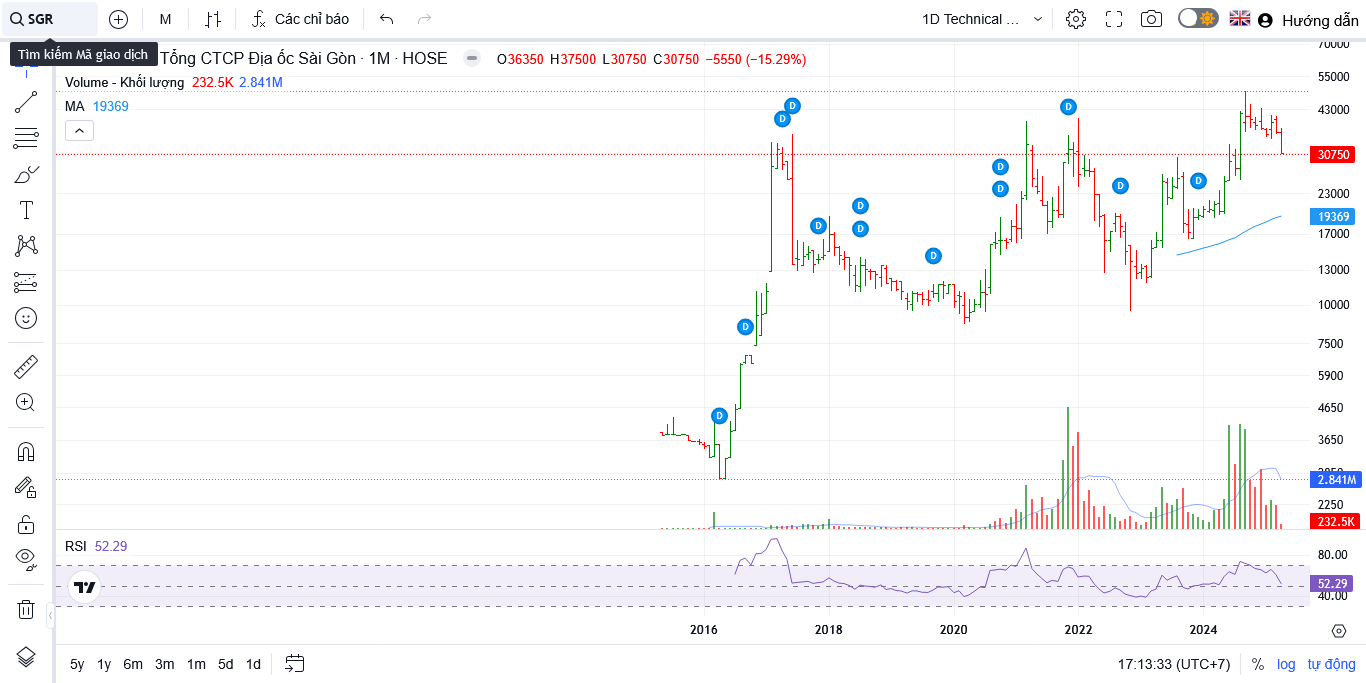 SGR
M
Các chỉ báo
1D Technical ...
Hướng dẫn
Tìm kiếm Mã giao dịch
Tổng CTCP Địa ốc Sài Gòn · 1M · HOSE
O36350 H37500 L30750 C30750 −5550 (−15.29%)
Volume - Khối lượng 232.5K 2.841M
MA 19369
70000
55000
43000
30750
23000
19369
17000
13000
10000
7500
5900
4650
3650
2850
2.841M
2250
232.5K
D
D
D
D
D
D
D
D
D
D
D
D
D
D
RSI 52.29
80.00
52.29
40.00
2016
2018
2020
2022
2024
5y 1y 6m 3m 1m 5d 1d
17:13:33 (UTC+7)
% log tự động